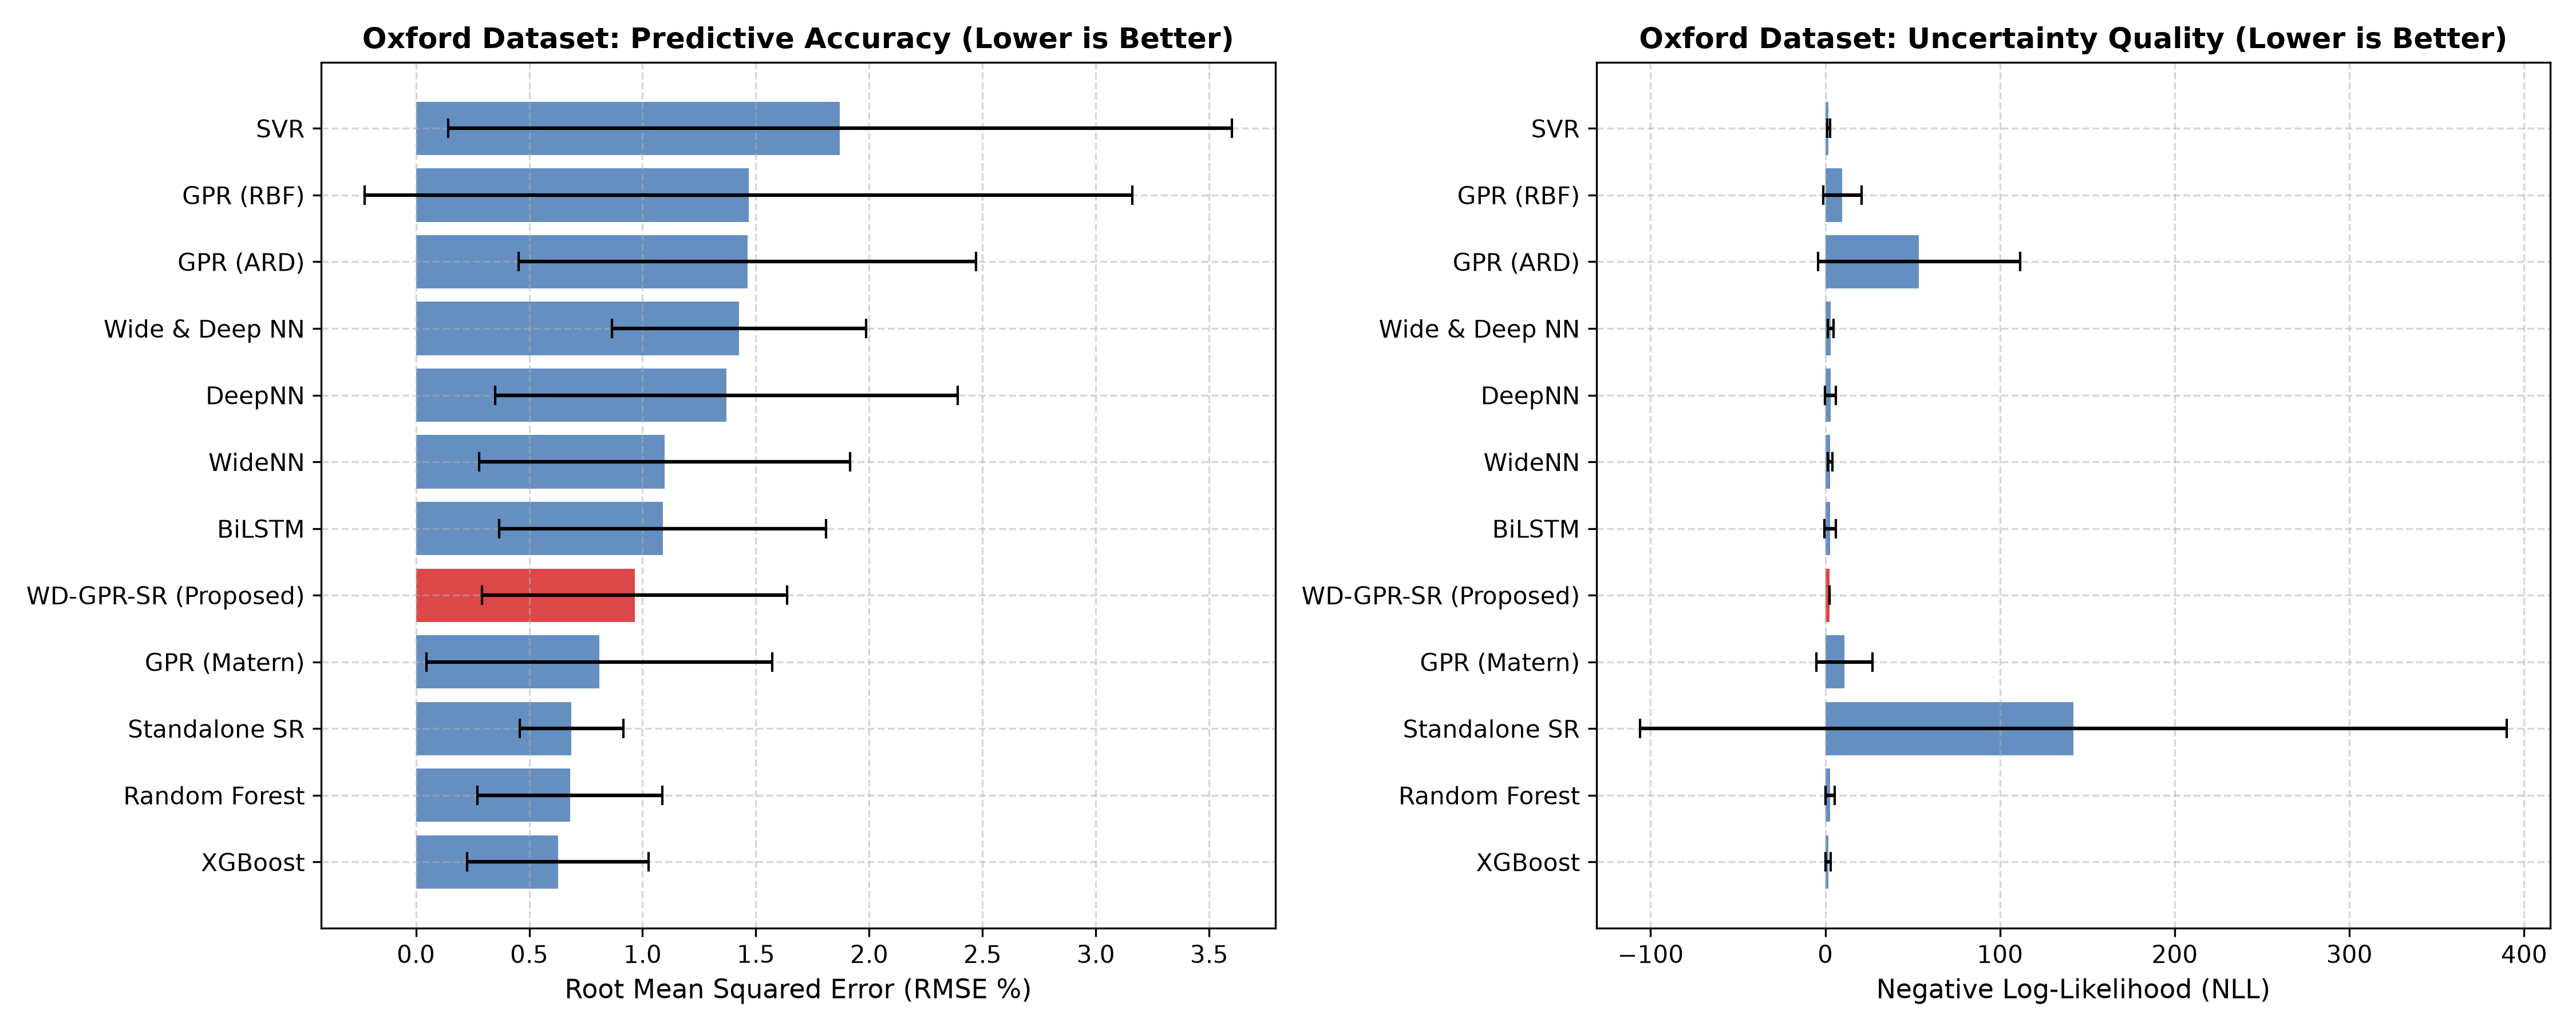 Oxford Dataset: Predictive Accuracy (Lower is Better)
SVR
GPR (RBF)
GPR (ARD)
Wide & Deep NN
DeepNN
WideNN
BiLSTM
WD-GPR-SR (Proposed)
GPR (Matern)
Standalone SR
Random Forest
XGBoost
0.0 0.5 1.0 1.5 2.0 2.5 3.0 3.5
Root Mean Squared Error (RMSE %)
Oxford Dataset: Uncertainty Quality (Lower is Better)
SVR
GPR (RBF)
GPR (ARD)
Wide & Deep NN
DeepNN
WideNN
BiLSTM
WD-GPR-SR (Proposed)
GPR (Matern)
Standalone SR
Random Forest
XGBoost
−100 0 100 200 300 400
Negative Log-Likelihood (NLL)